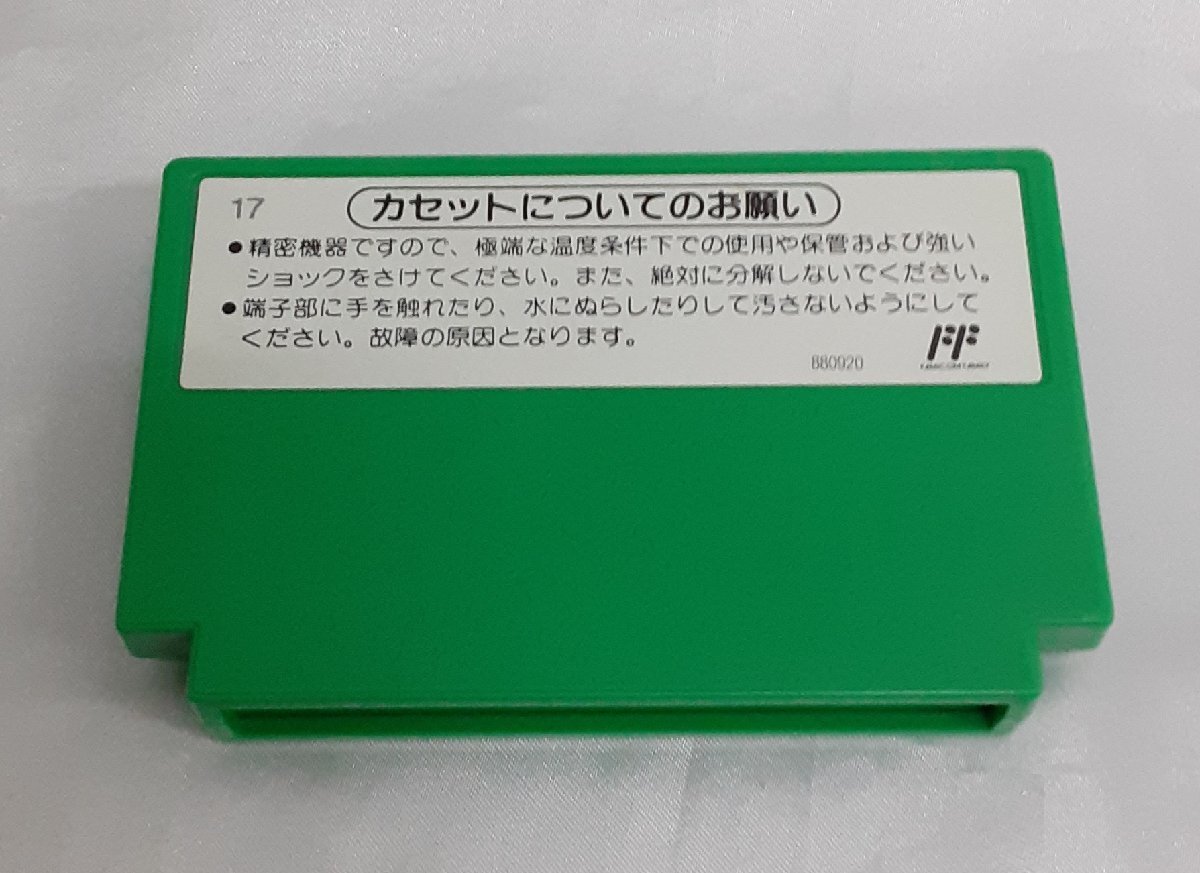 17
カセットについてのお願い
●精密機器ですので、極端な温度条件下での使用や保管および強い
ショックをさけてください。また、絶対に分解しないでください。
●端子部に手を触れたり、水にぬらしたりして汚さないようにして
ください。故障の原因となります。
B80920
FF